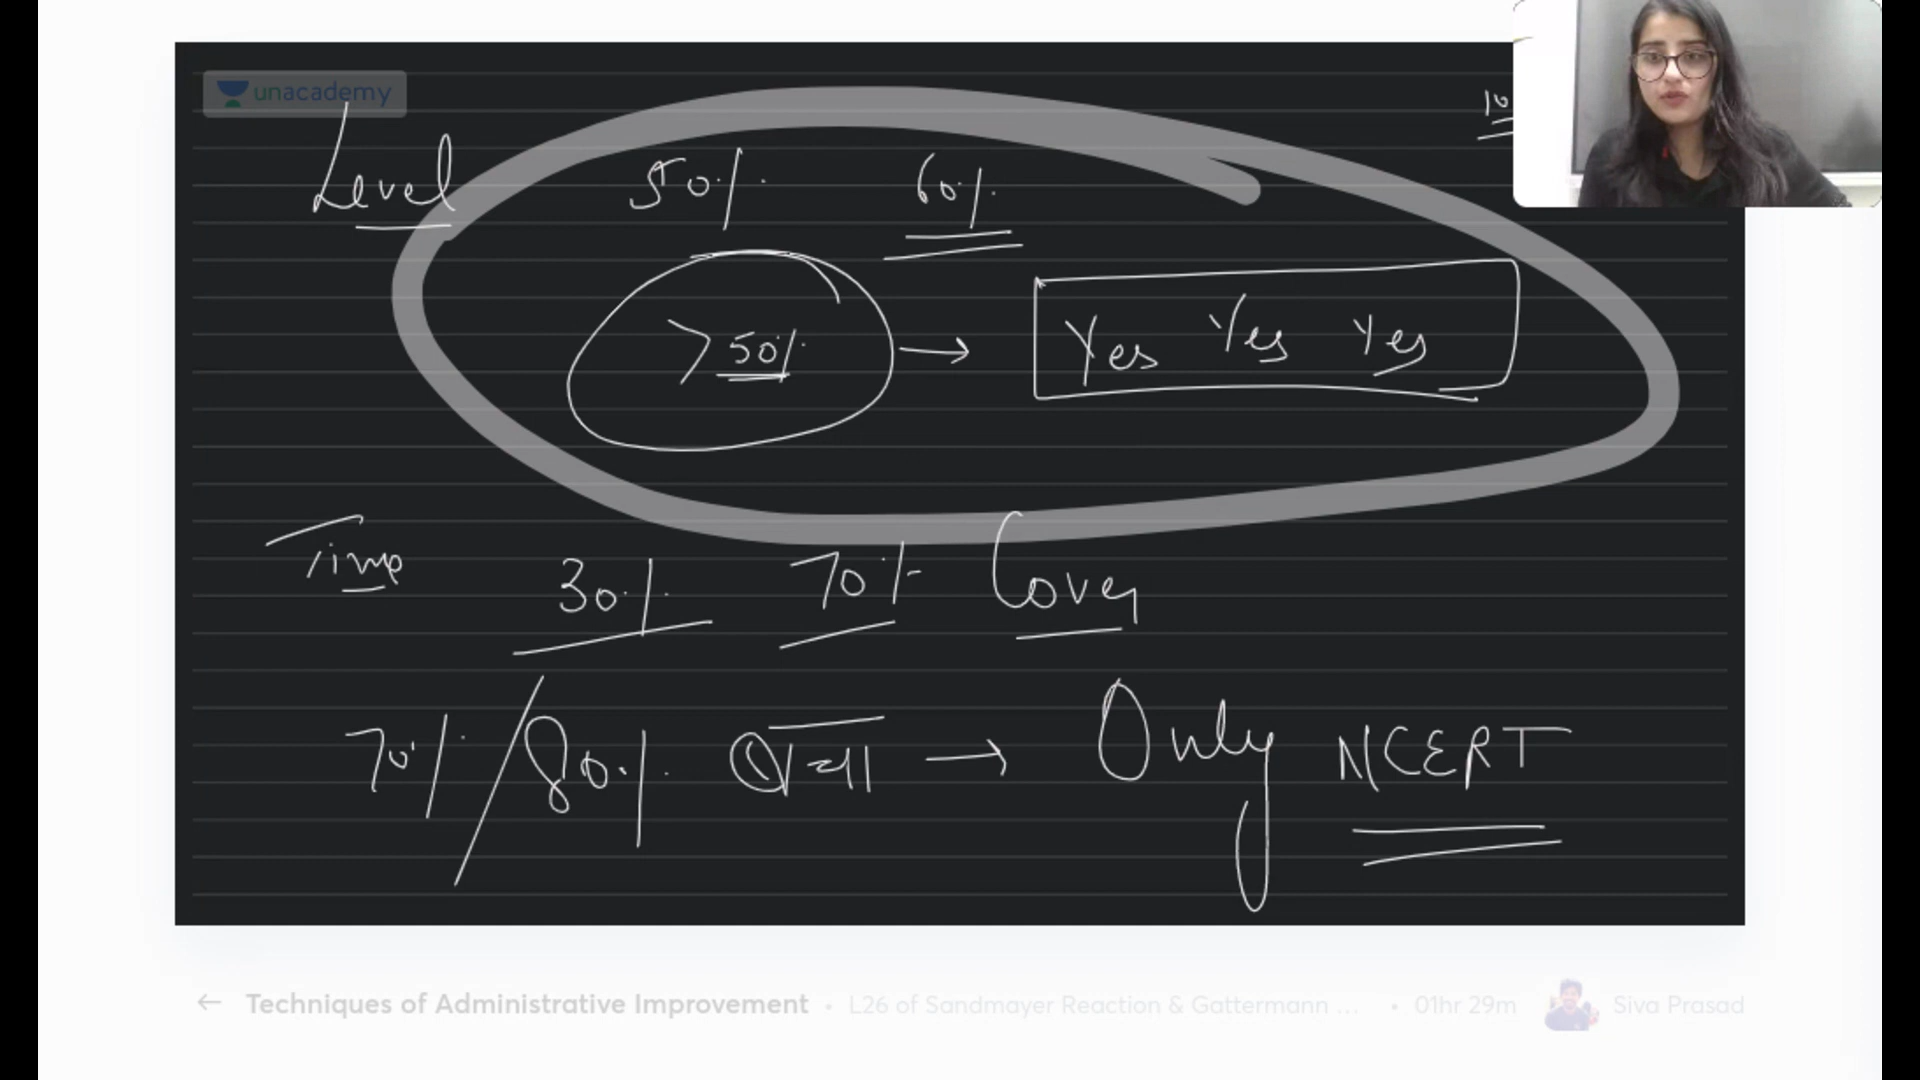 unacademy
10
Level 50% 60%
> 50% → Yes Yes Yes
Time 30% 70% Cover
70% / 80% → Only NCERT
← Techniques of Administrative Improvement • L26 of Sandmayer Reaction & Gattermann ... • 01hr 29m Siva Prasad